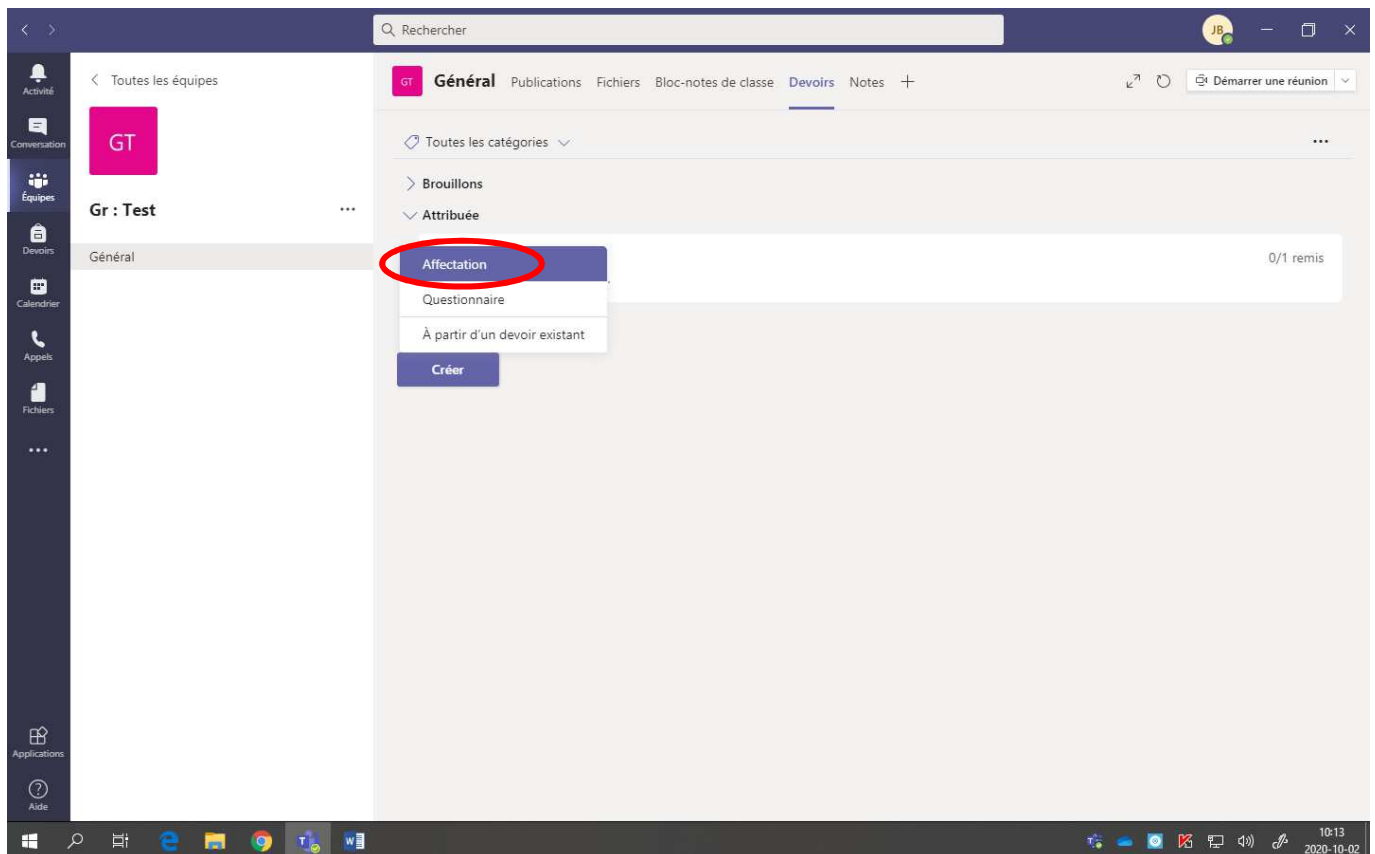 Rechercher
JB
Activité
Conversation
Équipes
Devoirs
Calendrier
Appels
Fichiers
Applications
Aide
Toutes les équipes
GT
Gr : Test
Général
GT Général Publications Fichiers Bloc-notes de classe Devoirs Notes
Démarrer une réunion
Toutes les catégories
Brouillons
Attribuée
Affectation
0/1 remis
Questionnaire
À partir d'un devoir existant
Créer
10:13
2020-10-02